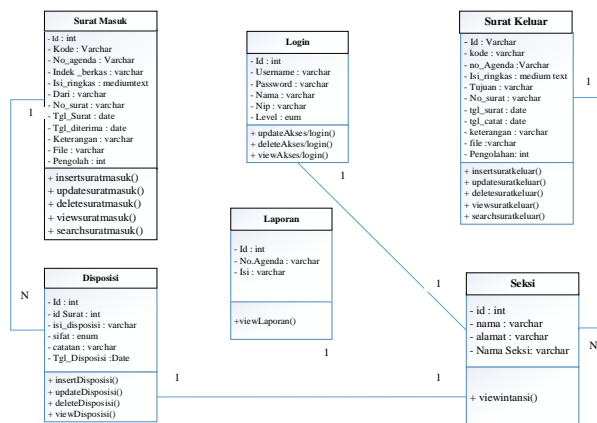 Surat Masuk
- Id : int
- Kode : Varchar
- No_agenda : Varchar
- Indek _berkas : varchar
- Isi_ringkas : mediumtext
- Dari : varchar
- No_surat : varchar
- Tgl_Surat : date
- Tgl_diterima : date
- Keterangan : varchar
- File : varchar
- Pengolah : int
+ insertsuratmasuk()
+ updatesuratmasuk()
+ deletesuratmasuk()
+ viewsuratmasuk()
+ searchsuratmasuk()
Login
- Id : int
- Username : varchar
- Password : varchar
- Nama : varchar
- Nip : varchar
- Level : eum
+ updateAkses/login()
+ deleteAkses/login()
+ viewAkses/login()
Surat Keluar
- Id : Varchar
- kode : varchar
- no_Agenda :Varchar
- Isi_ringkas : medium text
- Tujuan : varchar
- No_surat : varchar
- tgl_surat : date
- tgl_catat : date
- keterangan : varchar
- file :varchar
- Pengolahan: int
+ insertsuratkeluar()
+ updatesuratkeluar()
+ deletesuratkeluar()
+ viewsuratkeluar()
+ searchsuratkeluar()
1
1
1
Laporan
- Id : int
- No.Agenda : varchar
- Isi : varchar
+viewLaporan()
1
Disposisi
- Id : int
- id Surat : int
- isi_disposisi : varchar
- sifat : enum
- catatan : varchar
- Tgl_Disposisi :Date
+ insertDisposisi()
+ updateDisposisi()
+ deleteDisposisi()
+ viewDisposisi()
N
1
1
1
Seksi
- id : int
- nama : varchar
- alamat : varchar
- Nama Seksi: varchar
+ viewintansi()
N